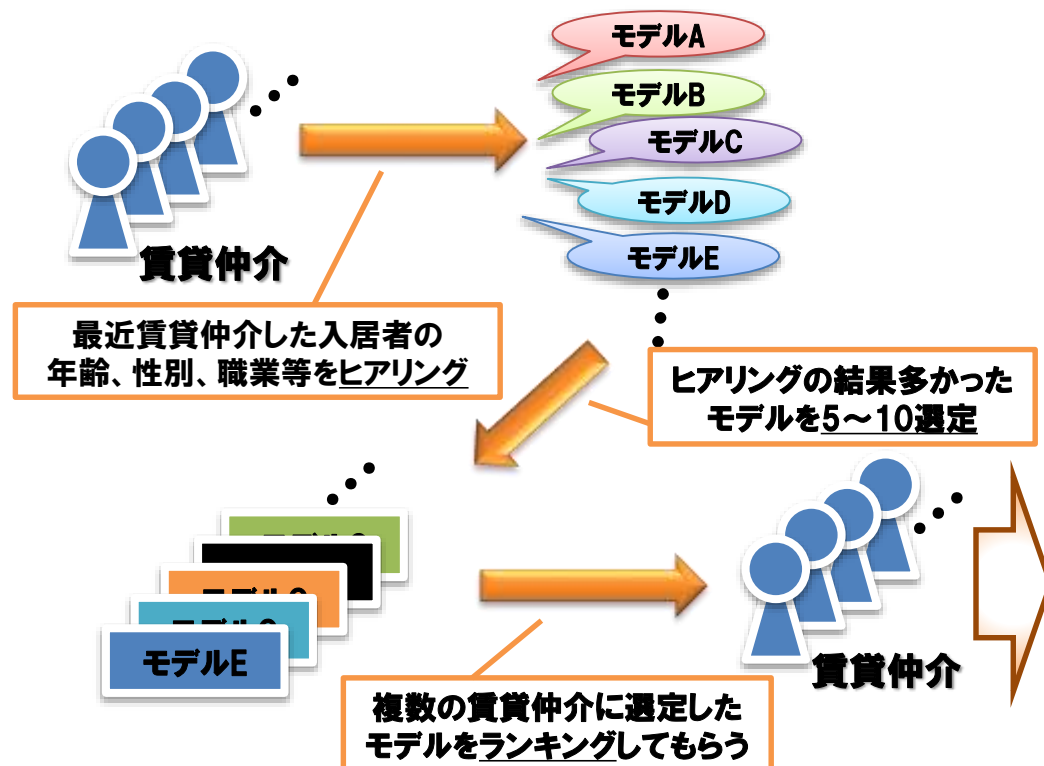 モデルA
モデルB
モデルC
モデルD
モデルE
賃貸仲介
最近賃貸仲介した入居者の
年齢、性別、職業等をヒアリング
ヒアリングの結果多かった
モデルを5～10選定
モデルE
賃貸仲介
複数の賃貸仲介に選定した
モデルをランキングしてもらう